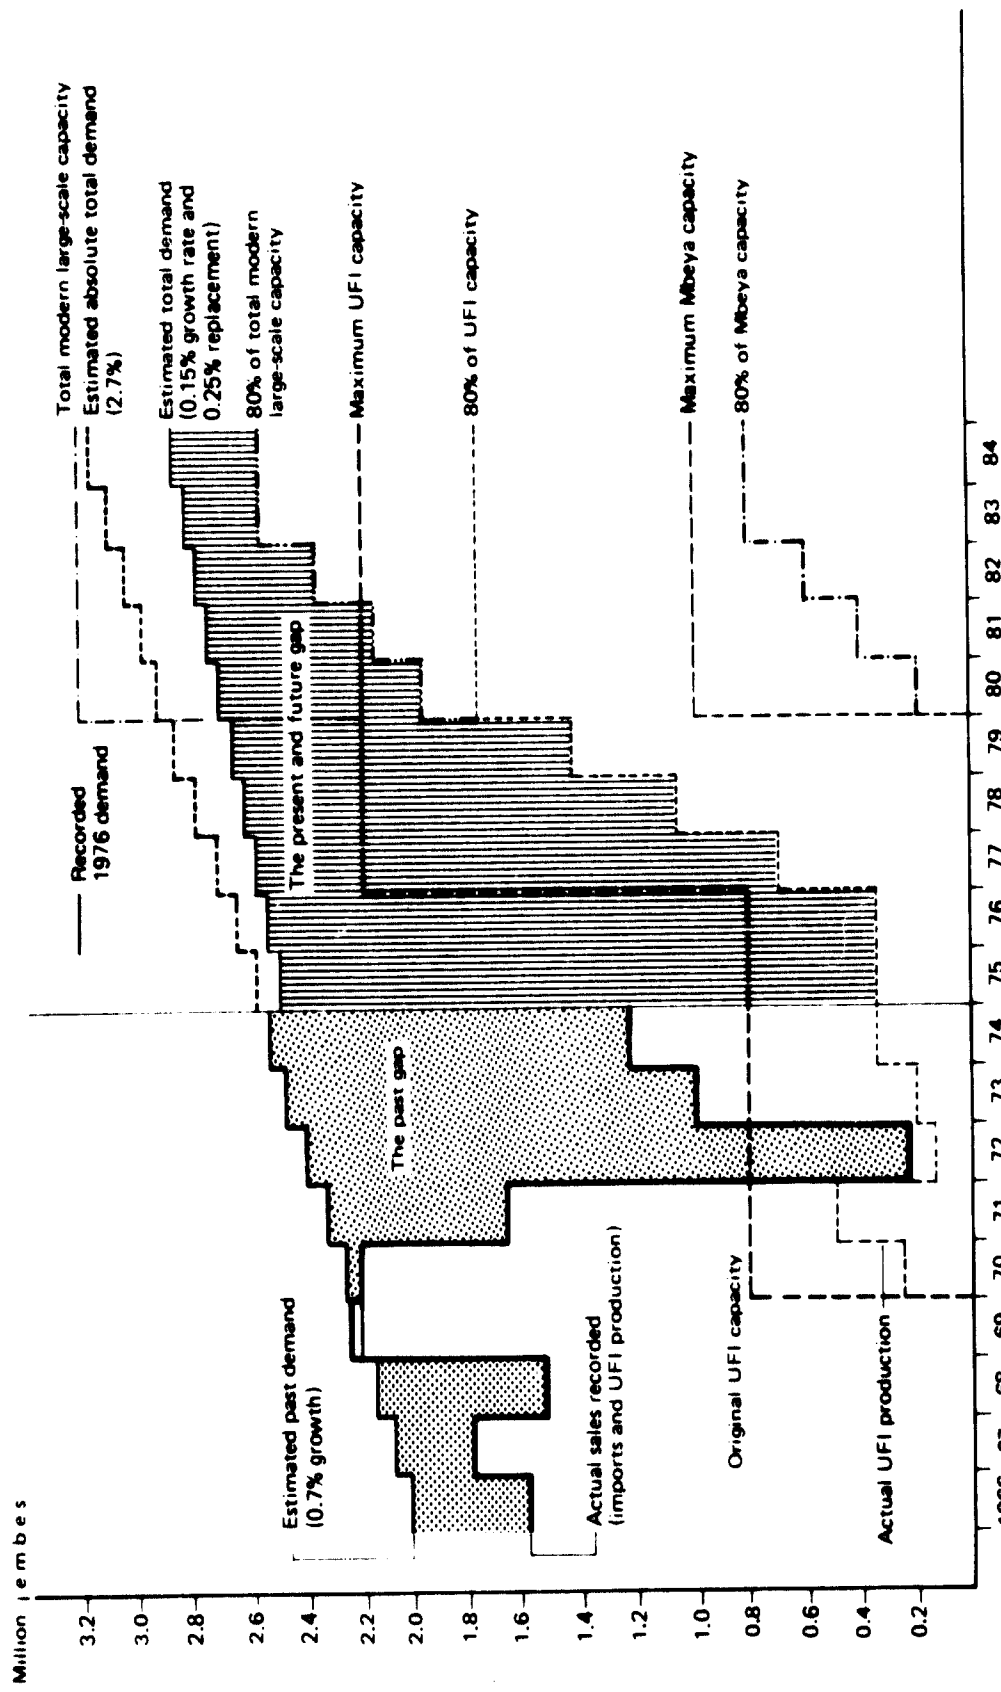 Million jembes
3.2
3.0
2.8
2.6
2.4
2.2
2.0
1.8
1.6
1.4
1.2
1.0
0.8
0.6
0.4
0.2
Estimated past demand
(0.7% growth)
Actual sales recorded
(imports and UFI production)
Original UFI capacity
Actual UFI production
The past gap
Recorded
1976 demand
The present and future gap
Total modern large-scale capacity
Estimated absolute total demand
(2.7%)
Estimated total demand
(0.15% growth rate and
0.25% replacement)
80% of total modern
large-scale capacity
Maximum UFI capacity
80% of UFI capacity
Maximum Mbeya capacity
80% of Mbeya capacity
69 70 71 72 73 74 75 76 77 78 79 80 81 82 83 84